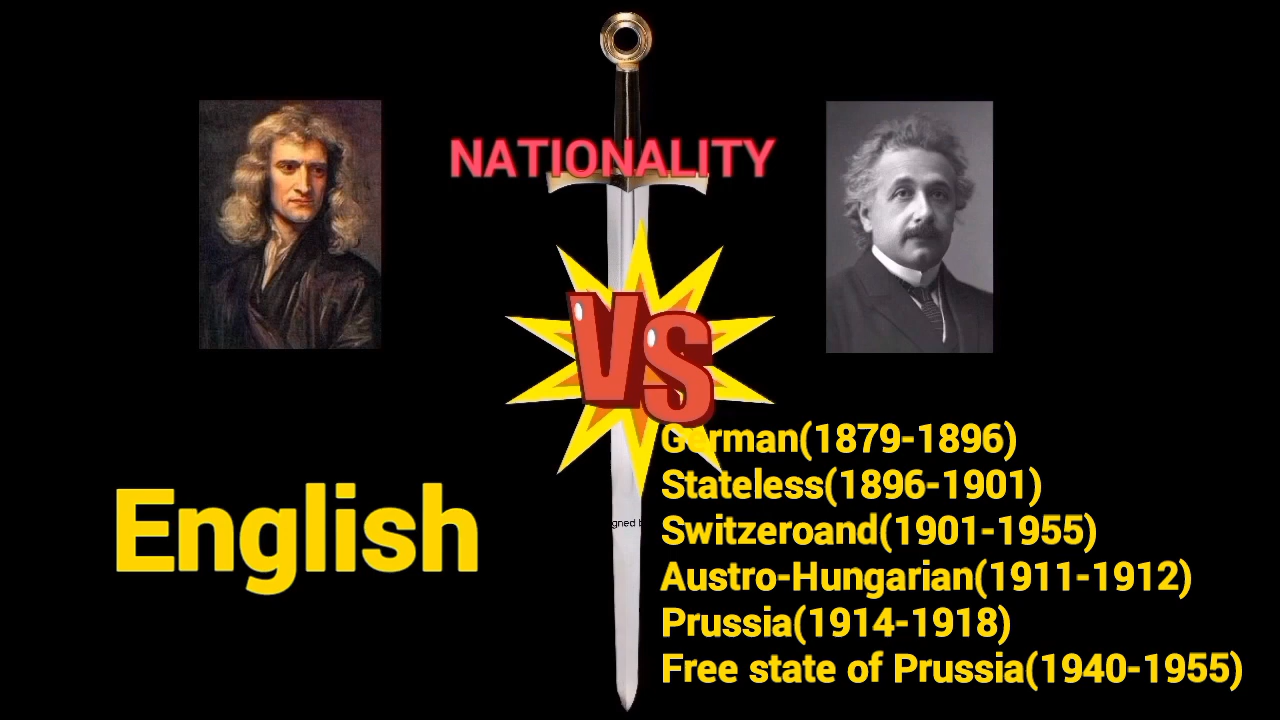 NATIONALITY
VS
English
German(1879-1896)
Stateless(1896-1901)
Switzeroand(1901-1955)
Austro-Hungarian(1911-1912)
Prussia(1914-1918)
Free state of Prussia(1940-1955)